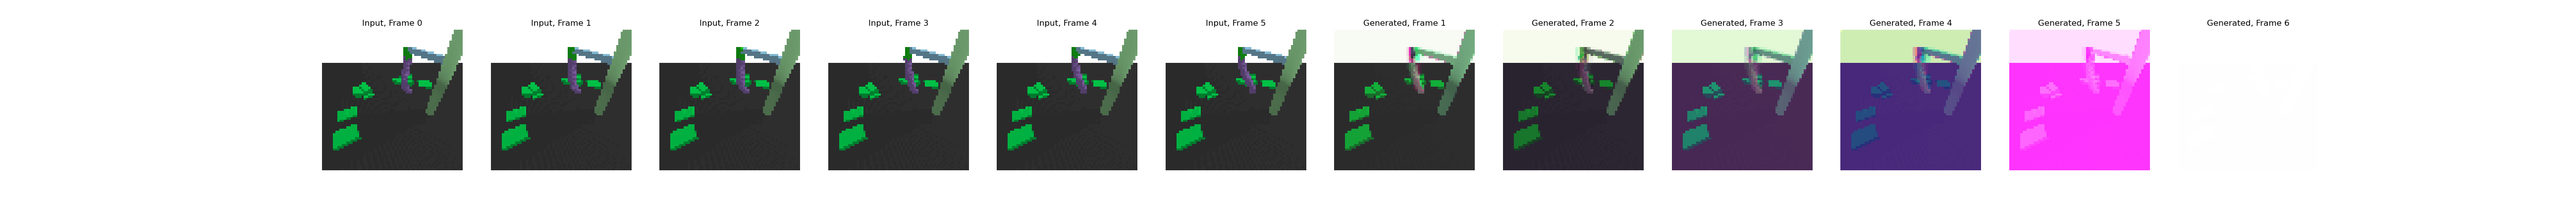 Input, Frame 0
Input, Frame 1
Input, Frame 2
Input, Frame 3
Input, Frame 4
Input, Frame 5
Generated, Frame 1
Generated, Frame 2
Generated, Frame 3
Generated, Frame 4
Generated, Frame 5
Generated, Frame 6